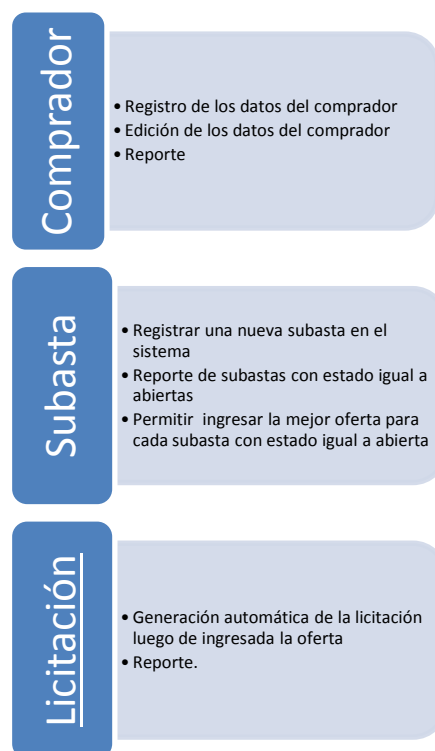 Comprador
• Registro de los datos del comprador
• Edición de los datos del comprador
• Reporte
Subasta
• Registrar una nueva subasta en el
sistema
• Reporte de subastas con estado igual a
abiertas
• Permitir ingresar la mejor oferta para
cada subasta con estado igual a abierta
Licitación
• Generación automática de la licitación
luego de ingresada la oferta
• Reporte.